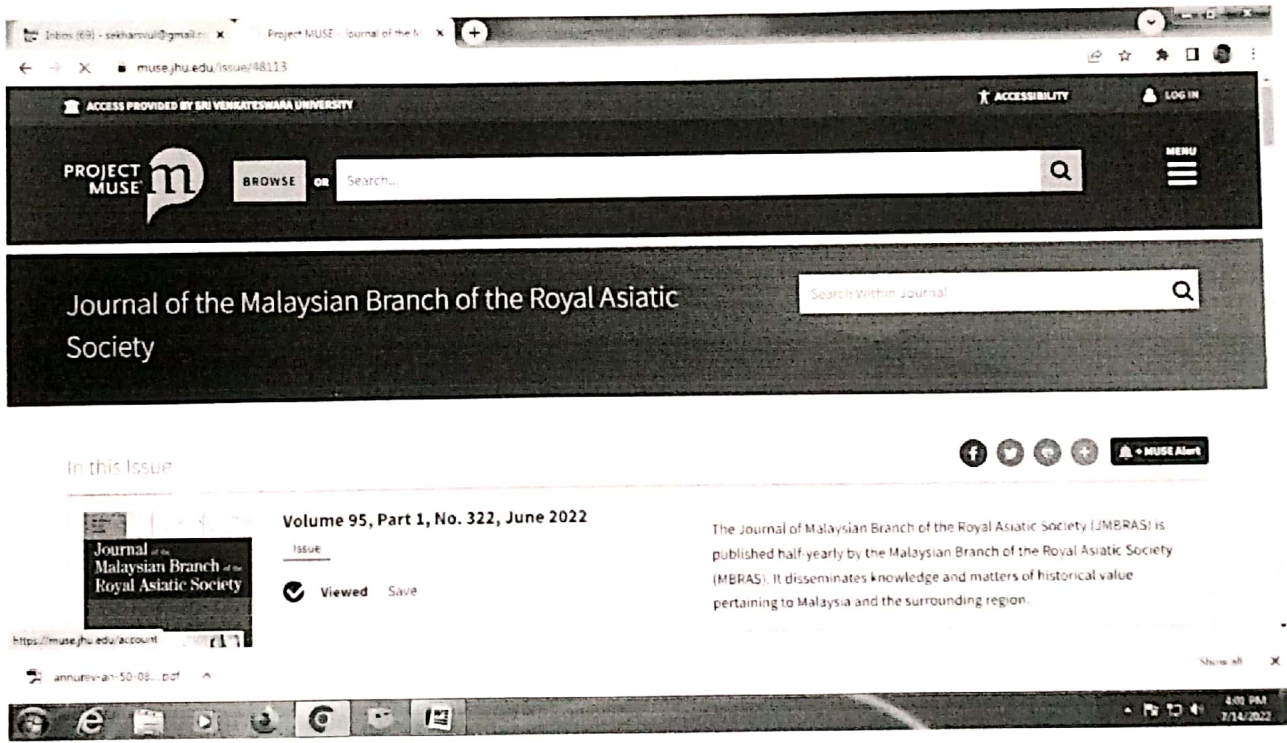 Inbox (69) - sekharsvul@gmail.c
Project MUSE - Journal of the M
muse.jhu.edu/issue/48113
ACCESS PROVIDED BY SRI VENKATESWARA UNIVERSITY
ACCESSIBILITY
LOG IN
PROJECT
MUSE
m
BROWSE OR Search...
MENU
Journal of the Malaysian Branch of the Royal Asiatic
Society
Search Within Journal
In this Issue
+ MUSE Alert
Journal of the
Malaysian Branch of the
Royal Asiatic Society
Volume 95, Part 1, No. 322, June 2022
Issue
Viewed Save
The Journal of Malaysian Branch of the Royal Asiatic Society (JMBRAS) is
published half-yearly by the Malaysian Branch of the Royal Asiatic Society
(MBRAS). It disseminates knowledge and matters of historical value
pertaining to Malaysia and the surrounding region.
https://muse.jhu.edu/account
annurev-an-50-08....pdf
Show all
4:01 PM
7/14/2022